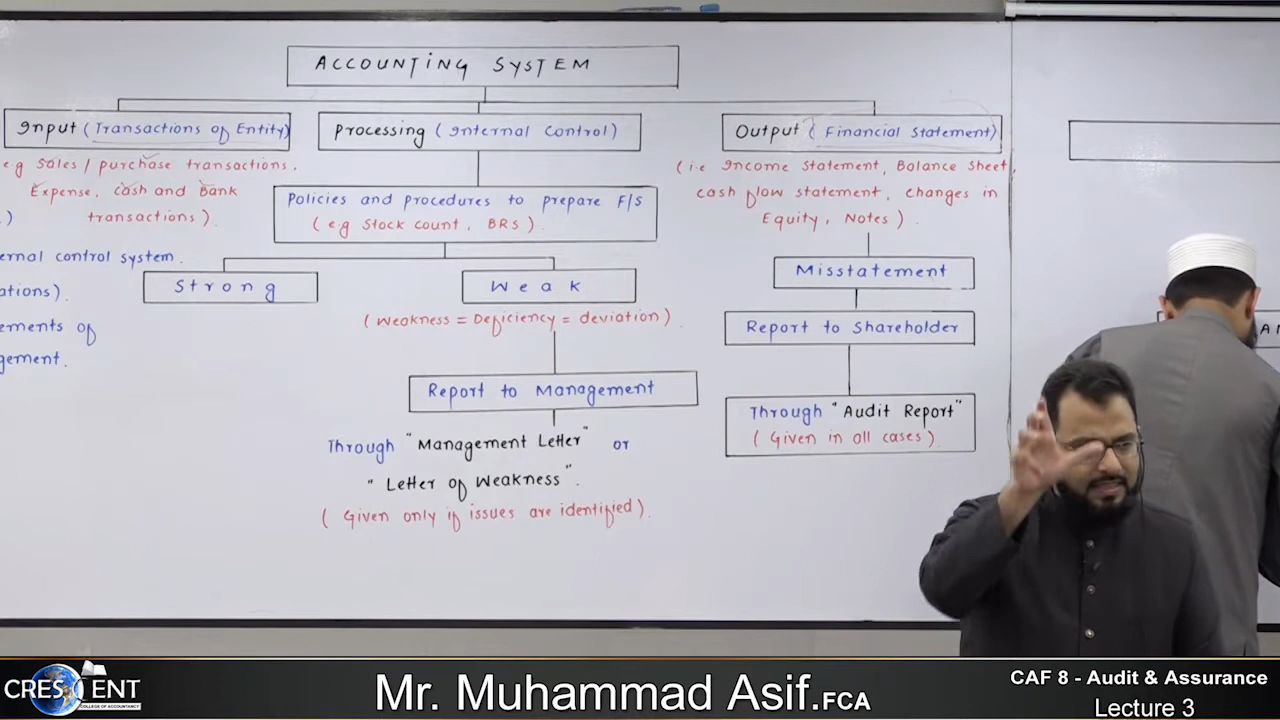 ACCOUNTING SYSTEM
Input (Transactions of Entity)
e.g Sales / purchase transactions,
Expense, cash and Bank
transactions).
.)
ernal control system.
ations).
ements of
gement.
Processing (Internal Control)
Policies and procedures to prepare F/S
(e.g Stock count, BRS).
Strong
Weak
(Weakness = Deficiency = deviation).
Report to Management
Through "Management Letter" or
"Letter of Weakness".
(Given only if issues are identified).
Output (Financial Statement)
(i.e Income Statement, Balance Sheet,
cash flow statement, changes in
Equity, Notes).
Misstatement
Report to Shareholder
Through "Audit Report"
(Given in all cases).
AN
CRESCENT
COLLEGE OF ACCOUNTANCY
Mr. Muhammad Asif.FCA
CAF 8 - Audit & Assurance
Lecture 3